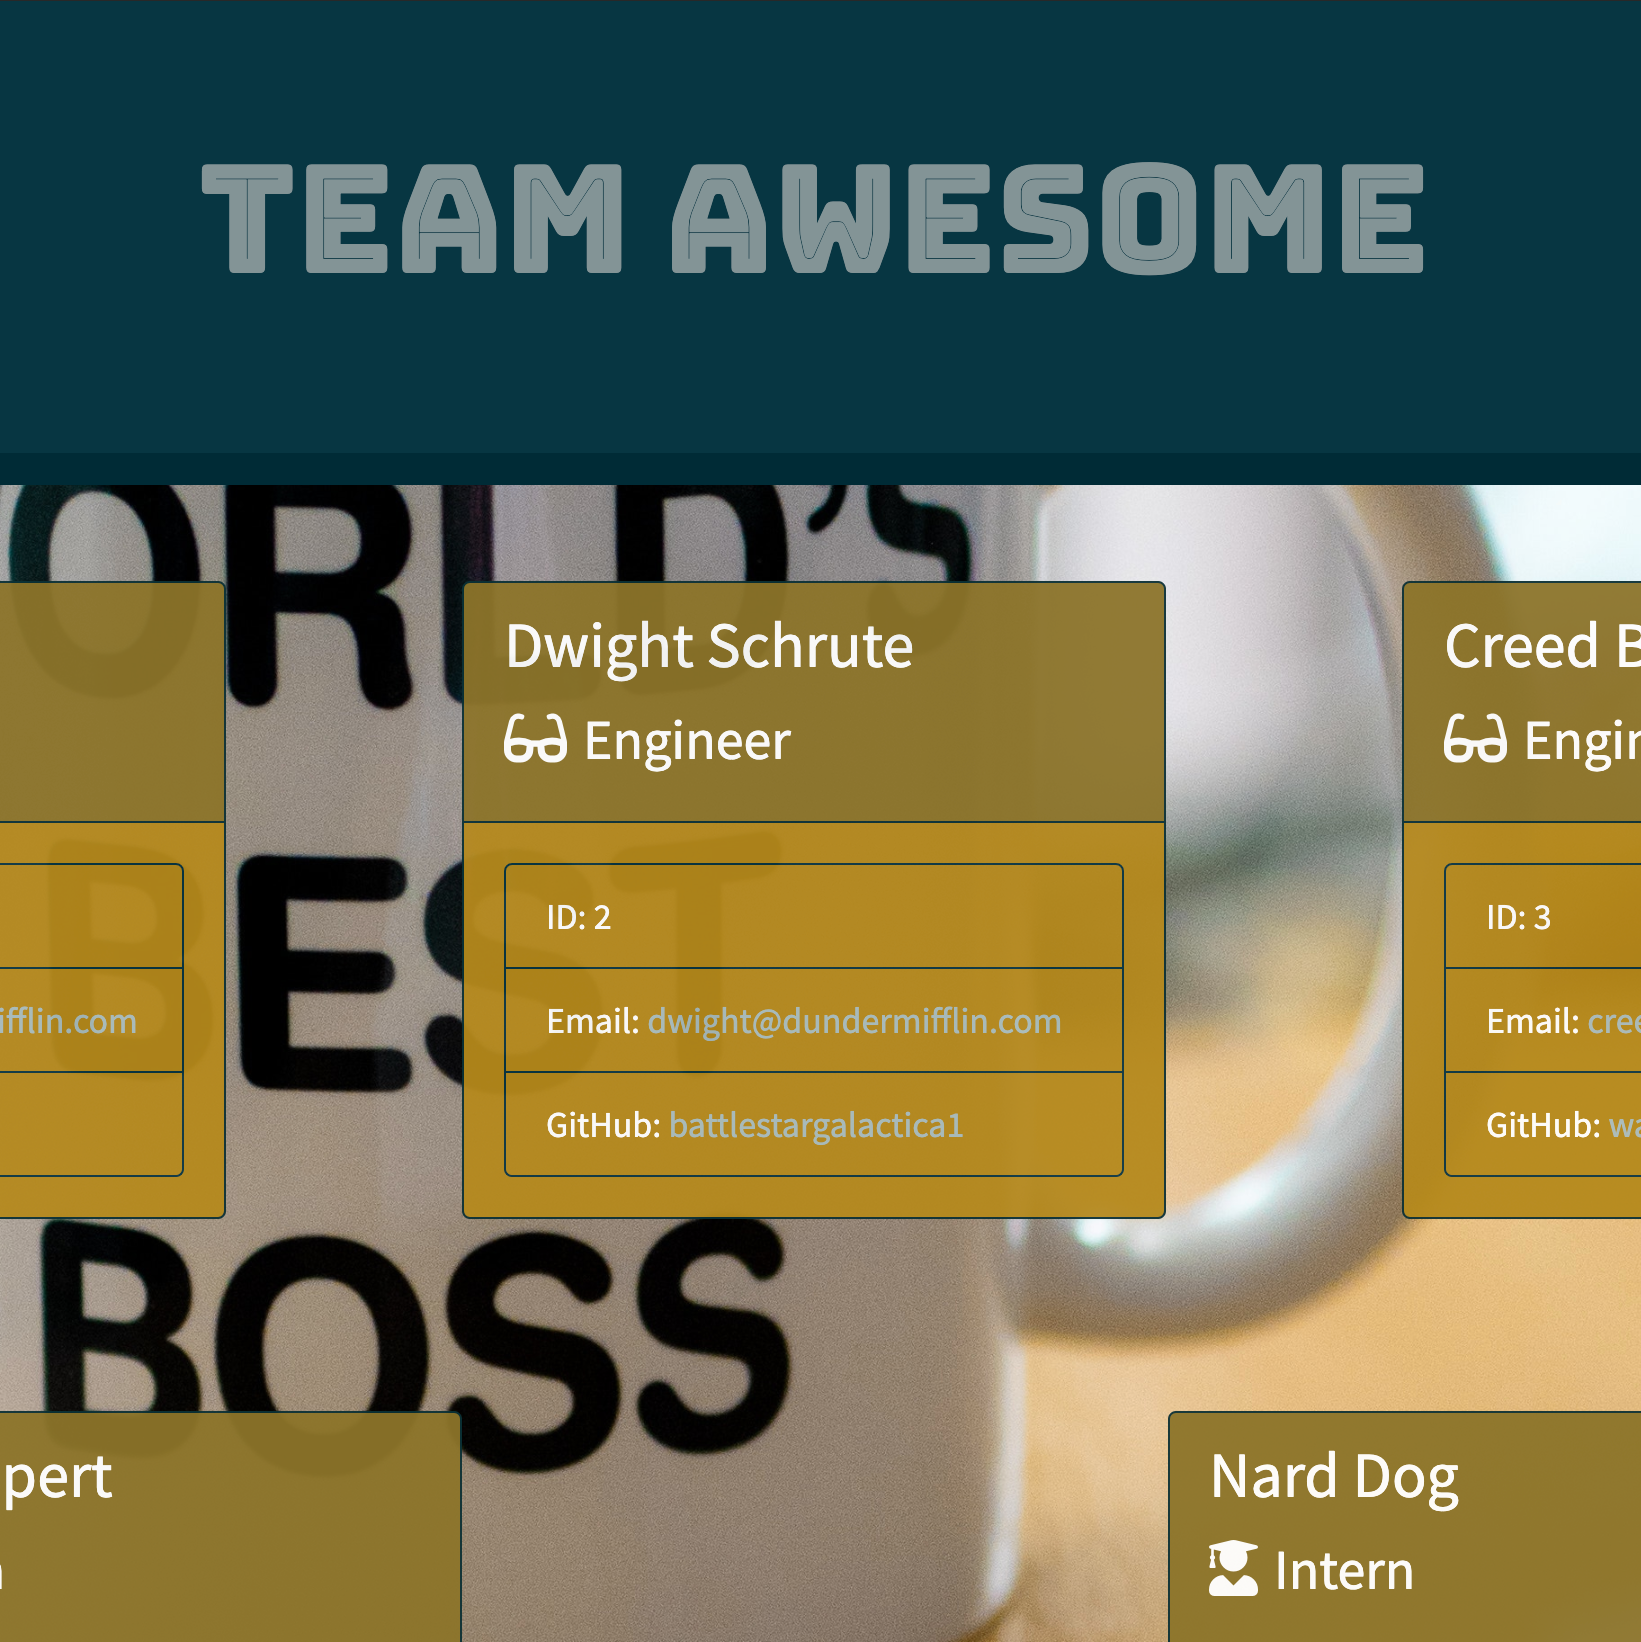 TEAM AWESOME
ORLD'S
Dwight Schrute
Engineer
Creed B
Engin
BEST
ID: 2
ID: 3
ifflin.com
Email: dwight@dundermifflin.com
Email: cree
GitHub: battlestargalactica1
GitHub: wa
BOSS
pert
Nard Dog
Intern